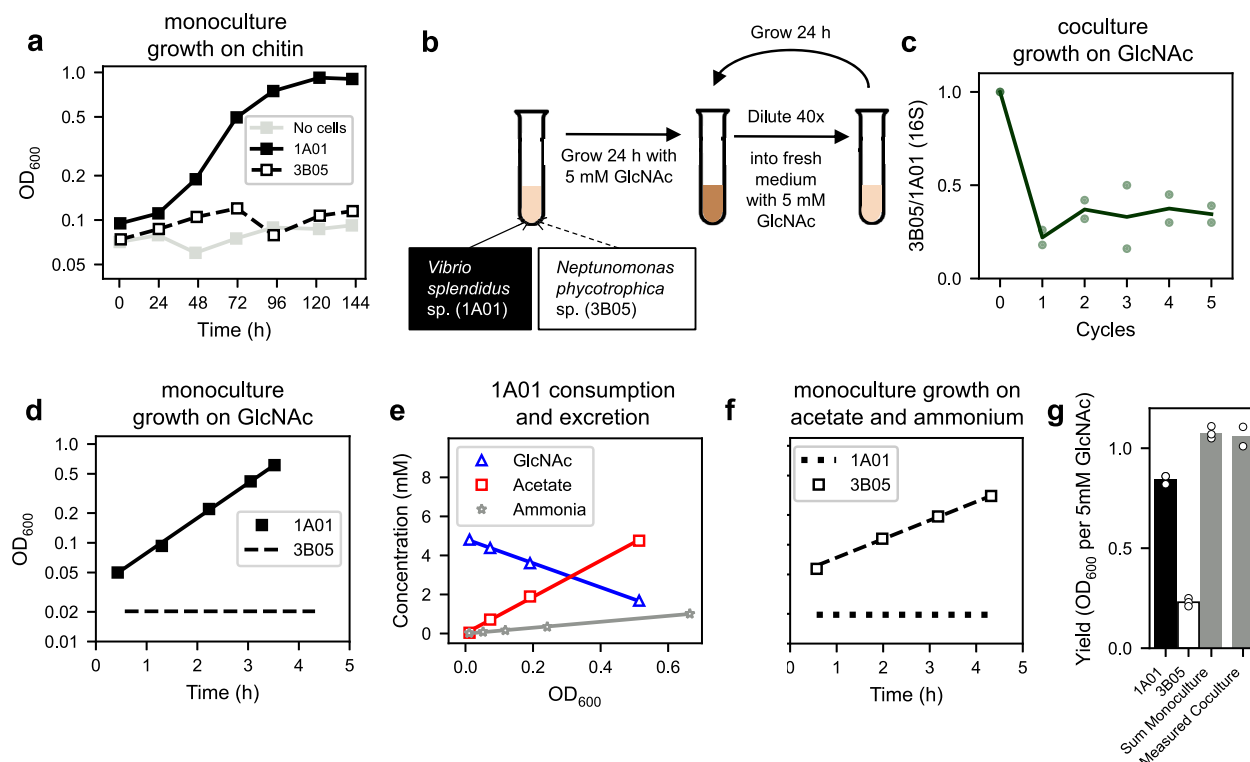 a
monoculture
growth on chitin
OD600
1.0
0.5
0.2
0.1
0.05
No cells
1A01
3B05
0 24 48 72 96 120 144
Time (h)
b
Grow 24 h
Grow 24 h with
5 mM GlcNAc
Dilute 40x
into fresh
medium
with 5 mM
GlcNAc
Vibrio
splendidus
sp. (1A01)
Neptunomonas
phycotrophica
sp. (3B05)
c
coculture
growth on GlcNAc
3B05/1A01 (16S)
1.0
0.5
0.0
0 1 2 3 4 5
Cycles
d
monoculture
growth on GlcNAc
OD600
1.0
0.5
0.2
0.1
0.05
0.02
0.01
1A01
3B05
0 1 2 3 4 5
Time (h)
e
1A01 consumption
and excretion
Concentration (mM)
8
6
4
2
0
GlcNAc
Acetate
Ammonia
0.0 0.2 0.4 0.6
OD600
f
monoculture growth on
acetate and ammonium
1A01
3B05
0 1 2 3 4 5
Time (h)
g
Yield (OD600 per 5mM GlcNAc)
1.0
0.5
0.0
1A01
3B05
Sum Monoculture
Measured Coculture